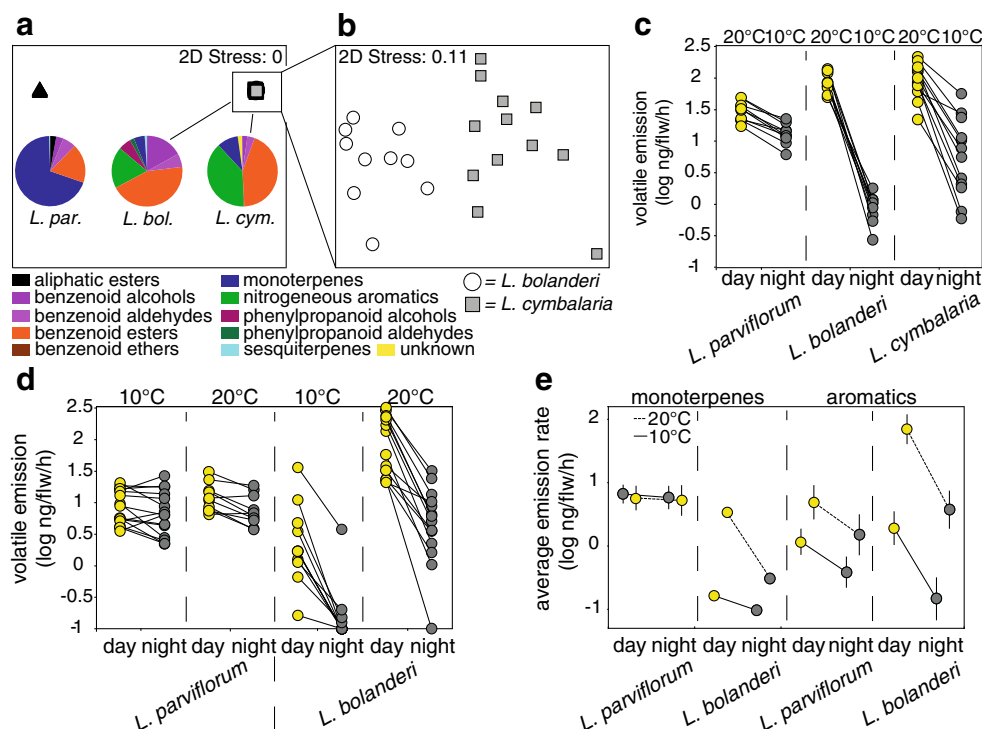 a
2D Stress: 0
L. par.
L. bol.
L. cym.
b
2D Stress: 0.11
aliphatic esters
benzenoid alcohols
benzenoid aldehydes
benzenoid esters
benzenoid ethers
monoterpenes
nitrogeneous aromatics
phenylpropanoid alcohols
phenylpropanoid aldehydes
sesquiterpenes
unknown
= L. bolanderi
= L. cymbalaria
c
20°C 10°C 20°C 10°C 20°C 10°C
volatile emission
(log ng/flw/h)
2.5
2
1.5
1
0.5
0
-0.5
-1
day night day night day night
L. parviflorum
L. bolanderi
L. cymbalaria
d
10°C 20°C 10°C 20°C
volatile emission
(log ng/flw/h)
2.5
2
1.5
1
0.5
0
-0.5
-1
day night day night day night day night
L. parviflorum
L. bolanderi
e
monoterpenes aromatics
20°C
10°C
average emission rate
(log ng/flw/h)
2
1
0
-1
day night day night day night day night
L. parviflorum
L. bolanderi
L. parviflorum
L. bolanderi